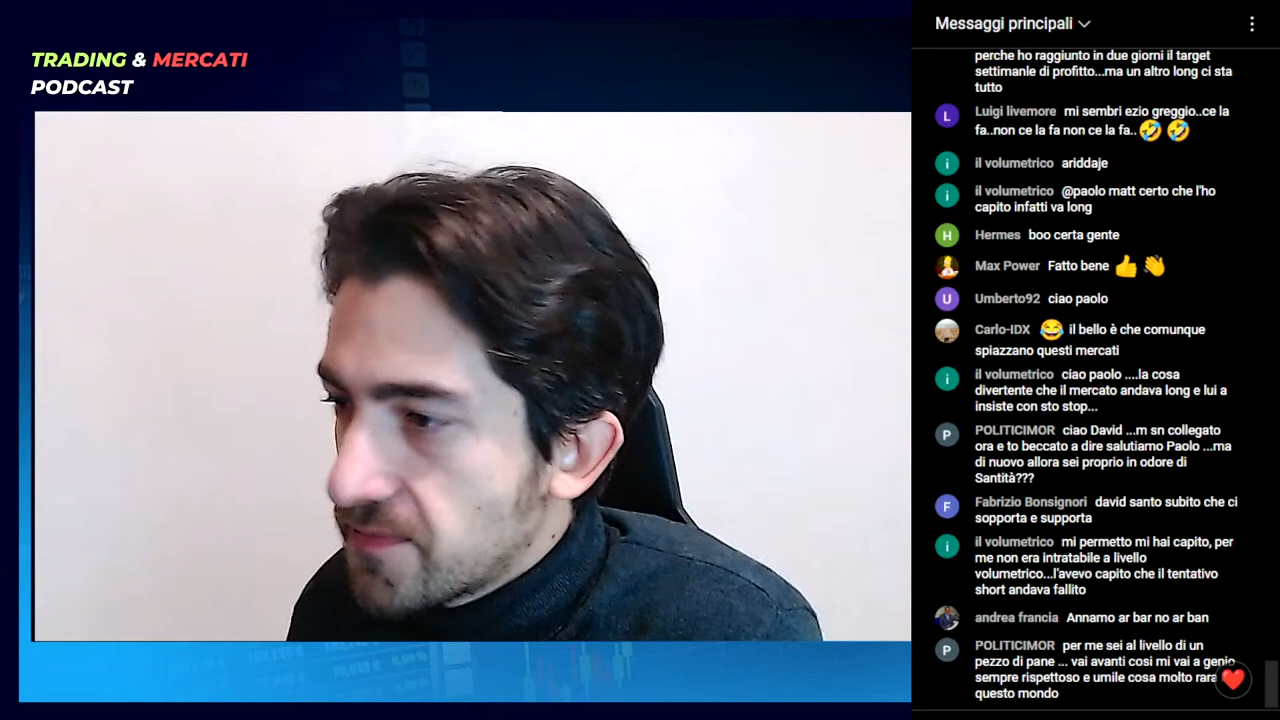 TRADING & MERCATI
PODCAST
Messaggi principali
perche ho raggiunto in due giorni il target
settimanle di profitto...ma un altro long ci sta
tutto
L
Luigi livemore mi sembri ezio greggio..ce la
fa..non ce la fa non ce la fa..🤣 🤣
i
il volumetrico ariddaje
i
il volumetrico @paolo matt certo che l'ho
capito infatti va long
H
Hermes boo certa gente
Max Power Fatto bene 👍 👏
U
Umberto92 ciao paolo
Carlo-IDX 😂 il bello è che comunque
spiazzano questi mercati
i
il volumetrico ciao paolo ....la cosa
divertente che il mercato andava long e lui a
insiste con sto stop...
P
POLITICIMOR ciao David ...m sn collegato
ora e to beccato a dire salutiamo Paolo ...ma
di nuovo allora sei proprio in odore di
Santità???
F
Fabrizio Bonsignori david santo subito che ci
sopporta e supporta
i
il volumetrico mi permetto mi hai capito, per
me non era intratabile a livello
volumetrico...l'avevo capito che il tentativo
short andava fallito
andrea francia Annamo ar bar no ar ban
P
POLITICIMOR per me sei al livello di un
pezzo di pane ... vai avanti cosi mi vai a genio
sempre rispettoso e umile cosa molto rara
questo mondo